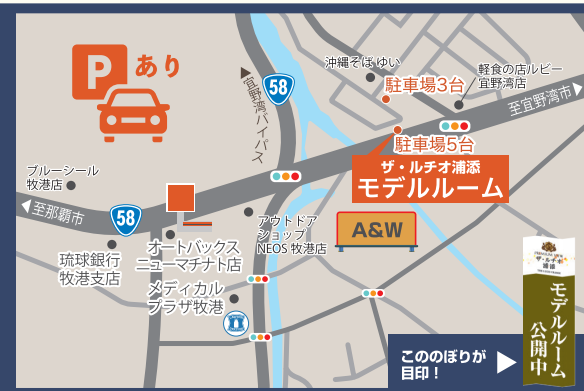 P あり
▲宜野湾バイパス
58
沖縄そば ゆい
駐車場3台
軽食の店ルビー
宜野湾店
至宜野湾市▶
駐車場5台
ザ・ルチオ浦添
モデルルーム
ブルーシール
牧港店
◀至那覇市
58
琉球銀行
牧港支店
オートバックス
ニューマチナト店
アウトドア
ショップ
NEOS 牧港店
A&W
メディカル
プラザ牧港
ザ・ルチオ
浦添
モデルルーム
公開中
こののぼりが
目印！